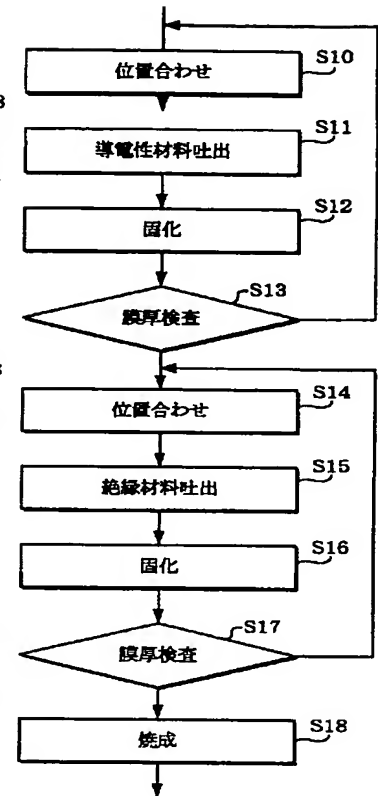 S10
位置合わせ
S11
導電性材料吐出
S12
固化
S13
膜厚検査
S14
位置合わせ
S15
絶縁材料吐出
S16
固化
S17
膜厚検査
S18
焼成